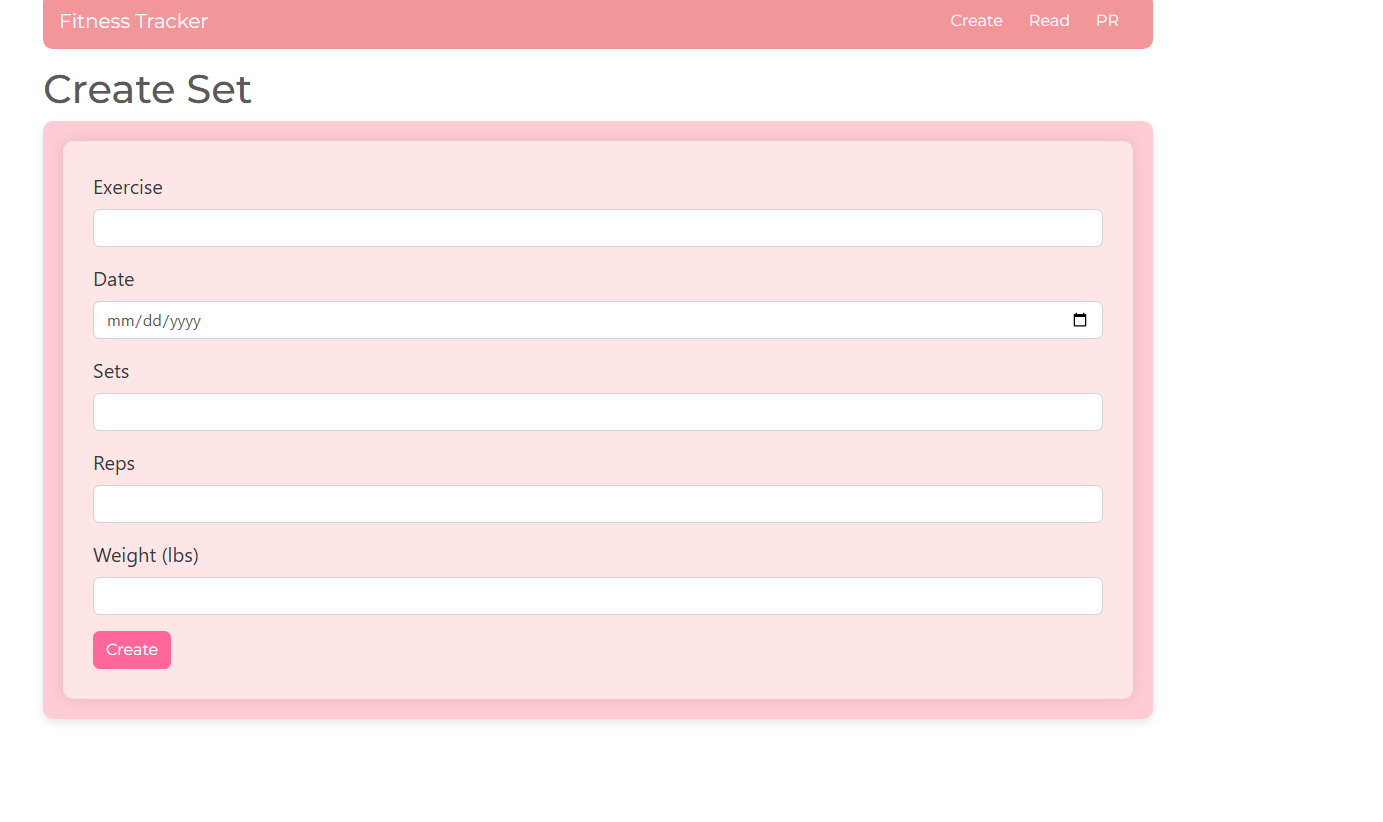 Fitness Tracker Create Read PR
Create Set
Exercise
Date
mm/dd/yyyy
Sets
Reps
Weight (lbs)
Create